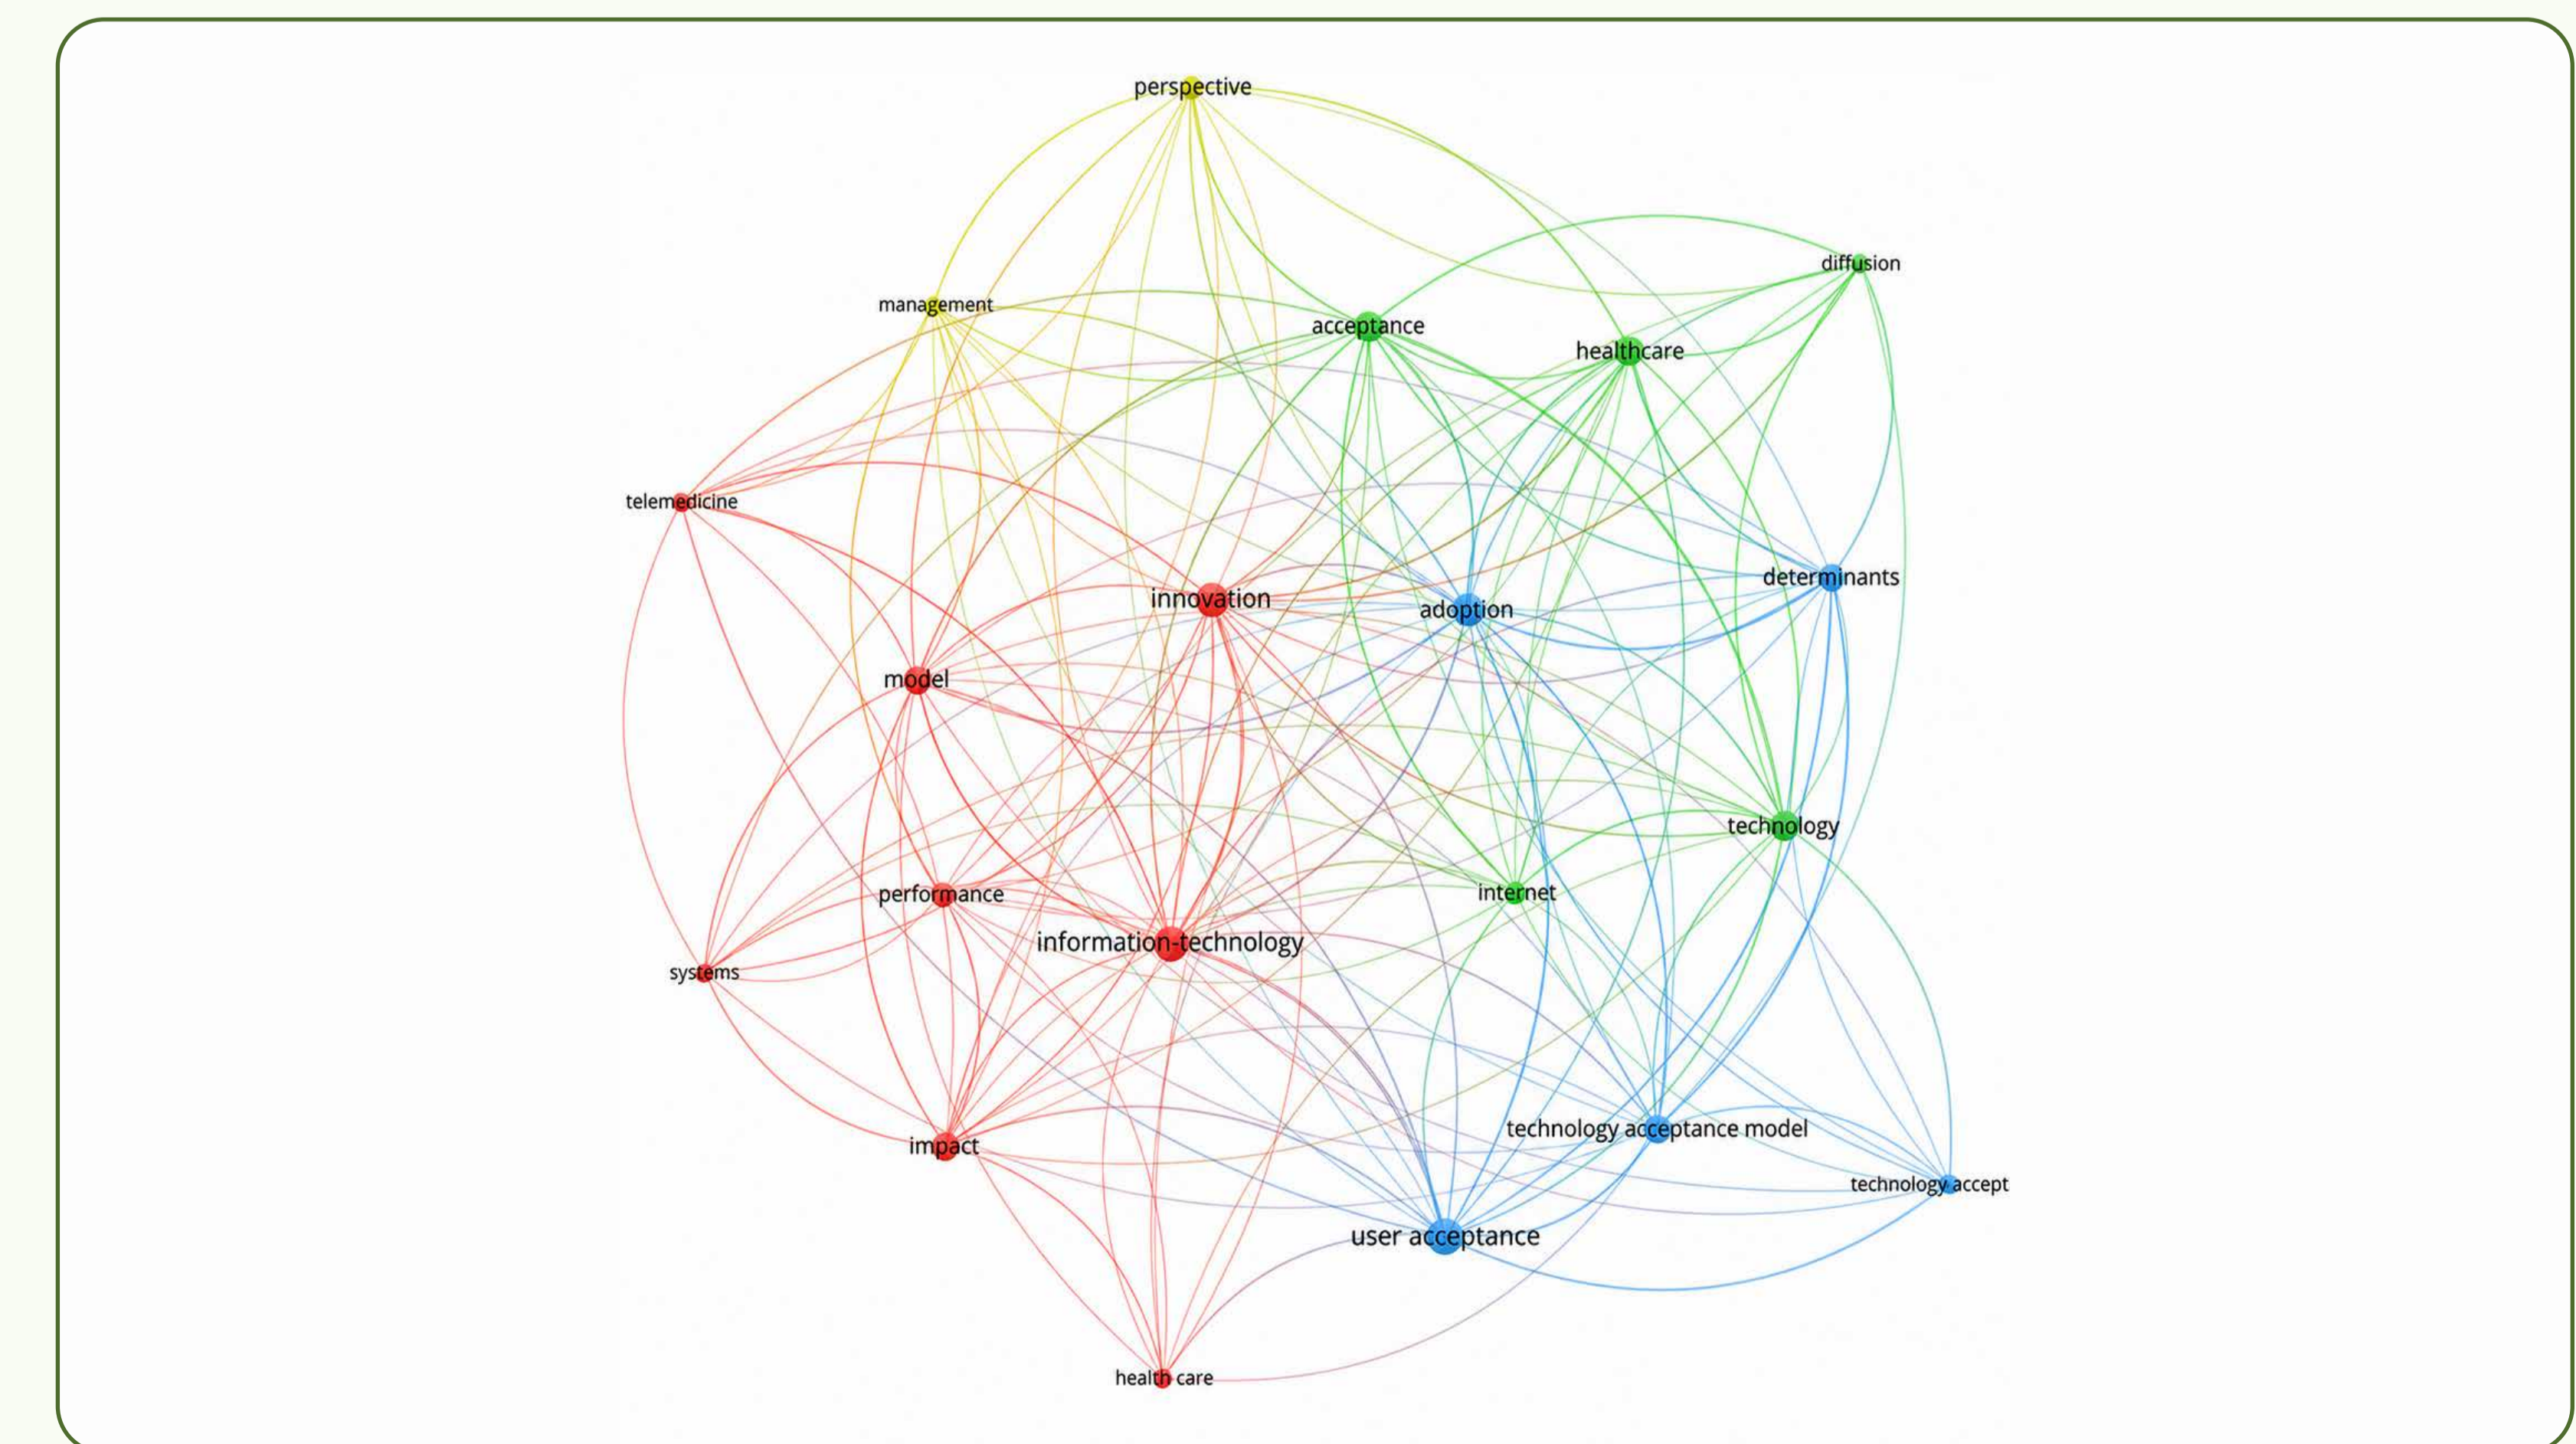 perspective
diffusion
management
acceptance
healthcare
telemedicine
determinants
innovation
adoption
model
technology
performance
internet
information-technology
systems
technology acceptance model
impact
technology accept
user acceptance
health care